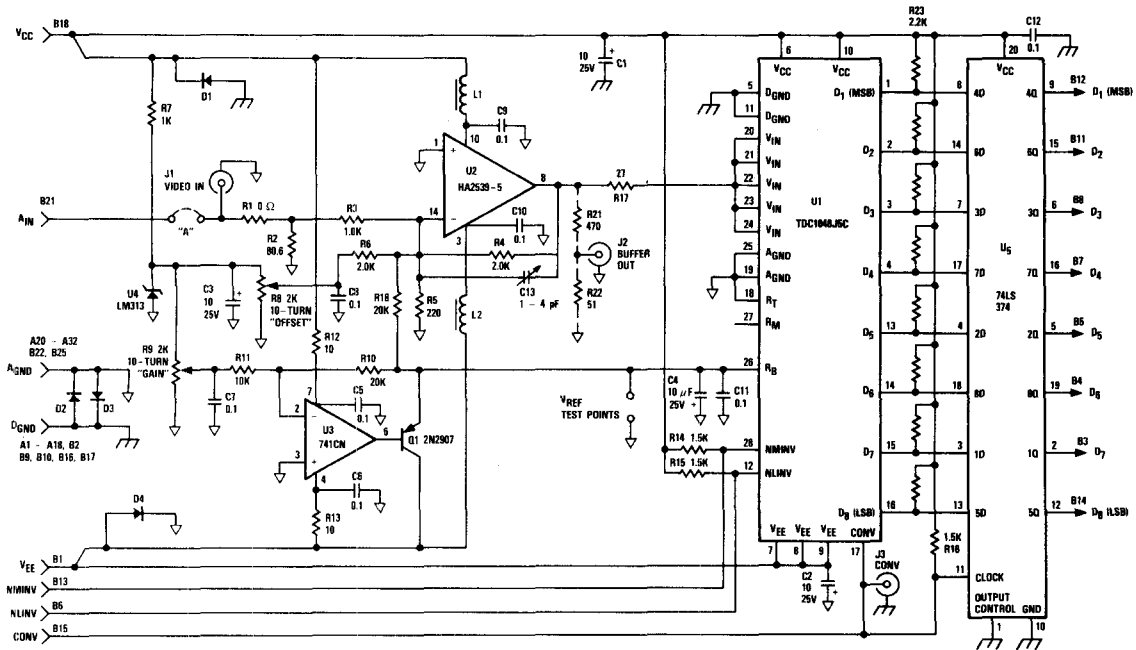 VCC B18
R7
1K
D1
L1
10
25V
+
C1
R23
2.2K
C12
0.1
C9
0.1
10
1
+
U2
HA2539-5
8
14
−
3
C10
0.1
J1
VIDEO IN
AIN B21
"A"
R1 0 Ω
R2
80.6
R3
1.0K
R6
2.0K
R4
2.0K
C13
1 - 4 pF
R5
220
L2
R18
20K
27
R17
R21
470
J2
BUFFER
OUT
R22
51
U4
LM313
C3
10
25V
+
R8 2K
10-TURN
"OFFSET"
C8
0.1
R12
10
A20 - A32
B22, B25
AGND
D2
D3
DGND
A1 - A18, B2
B9, B10, B16, B17
R9 2K
10-TURN
"GAIN"
C7
0.1
R11
10K
R10
20K
7
C5
0.1
2
−
U3
741CN
6
3
+
4
C6
0.1
R13
10
Q1 2N2907
VREF
TEST POINTS
C4
10 µF
25V
+
C11
0.1
R14 1.5K
R15 1.5K
D4
VEE B1
NMINV B13
NLINV B6
CONV B15
6
VCC
10
VCC
5
DGND
11
DGND
20
VIN
21
VIN
22
VIN
23
VIN
24
VIN
25
AGND
19
AGND
18
RT
27
RM
26
RB
28
NMINV
12
NLINV
U1
TDC1048J6C
D1 (MSB) 1
D2 2
D3 3
D4 4
D5 13
D6 14
D7 15
D8 (LSB) 16
VEE VEE VEE CONV
7 8 9 17
C2
10
25V
+
J3
CONV
1.5K
R16
20
VCC
8 4D 4Q 9 B12 D1 (MSB)
14 6D 6Q 15 B11 D2
7 3D 3Q 6 B8 D3
17 7D 7Q 16 B7 D4
4 2D 2Q 5 B5 D5
18 8D 8Q 19 B4 D6
3 1D 1Q 2 B3 D7
13 5D 5Q 12 B14 D8 (LSB)
U5
74LS
374
11
CLOCK
OUTPUT
CONTROL GND
1 10